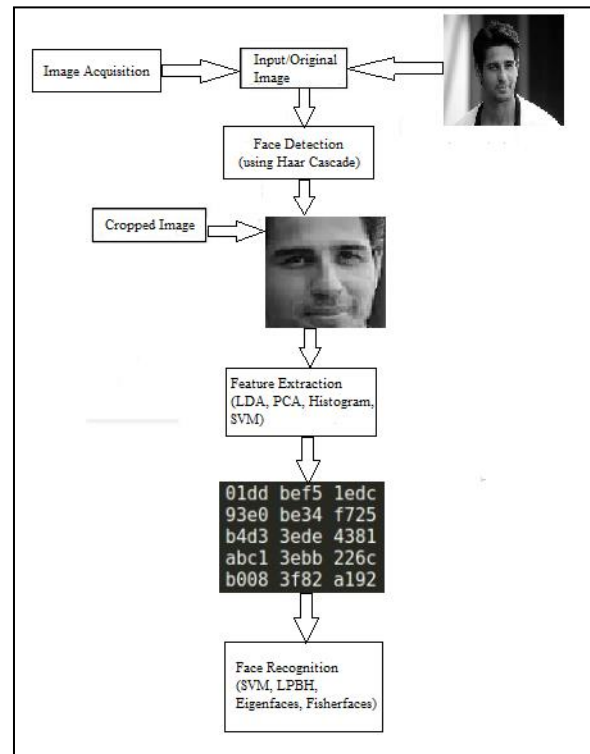 Image Acquisition
Input/Original
Image
Face Detection
(using Haar Cascade)
Cropped Image
Feature Extraction
(LDA, PCA, Histogram,
SVM)
01dd bef5 1edc
93e0 be34 f725
b4d3 3ede 4381
abc1 3ebb 226c
b008 3f82 a192
Face Recognition
(SVM, LPBH,
Eigenfaces, Fisherfaces)